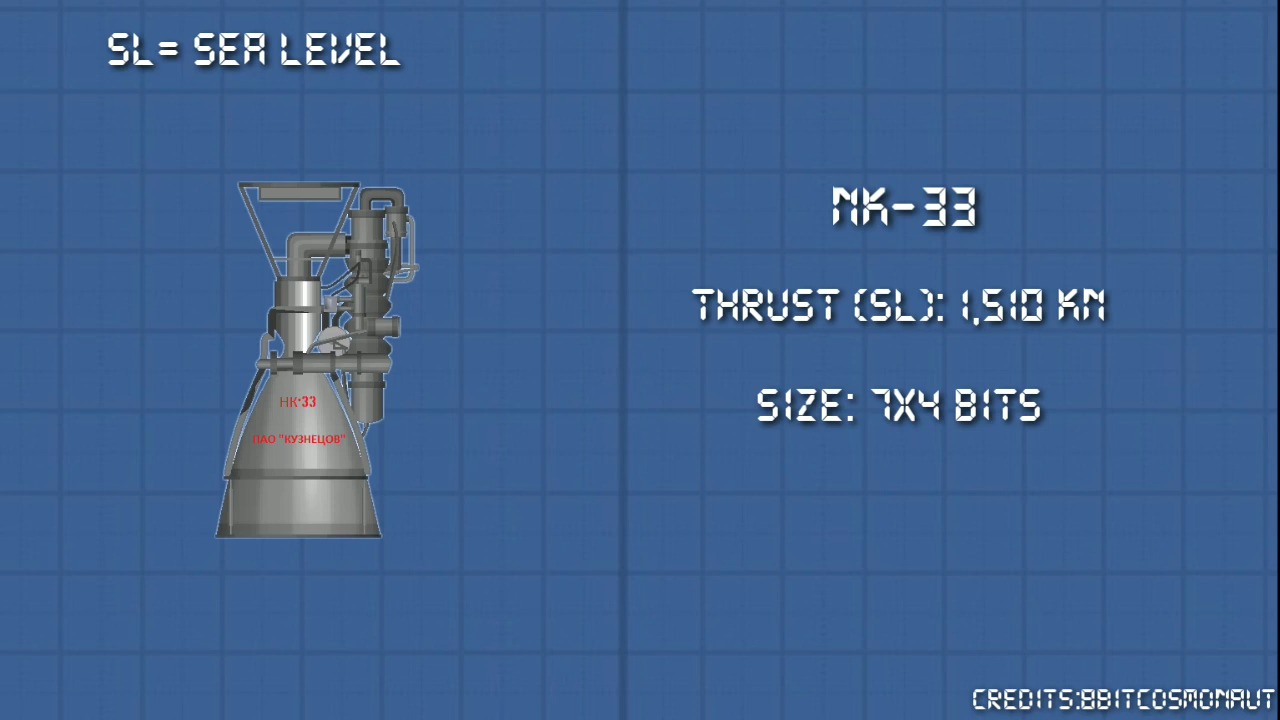 SL= SEA LEVEL
NK-33
THRUST (SL): 1,510 KN
SIZE: 7X4 BITS
НК-33
ПАО "КУЗНЕЦОВ"
CREDITS:8BITCOSMONAUT